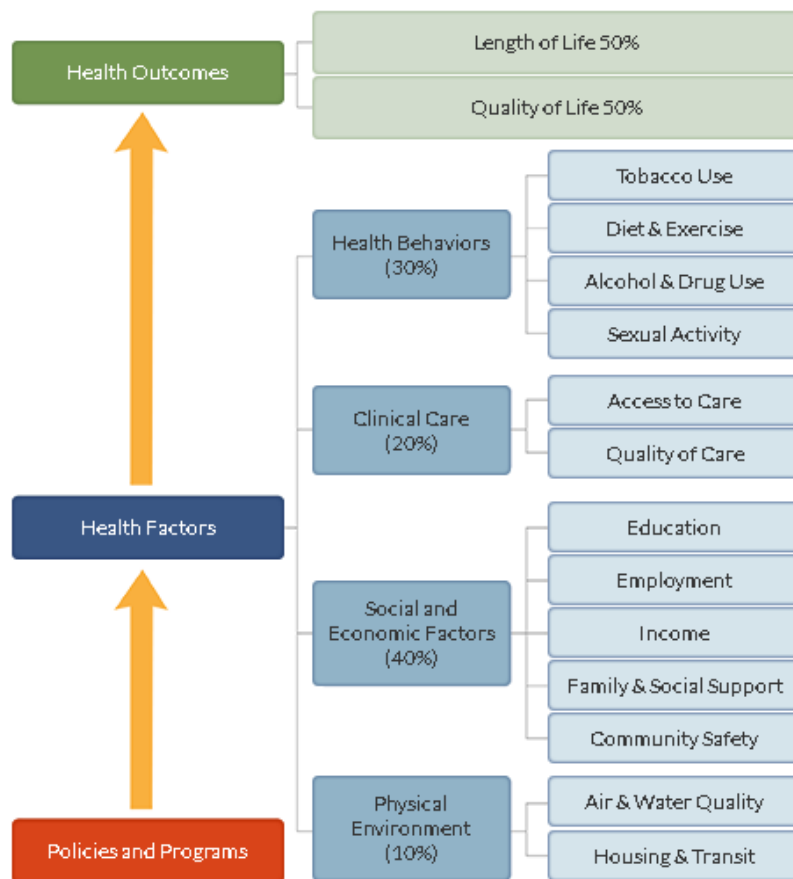 Health Outcomes
Length of Life 50%
Quality of Life 50%
Health Behaviors
(30%)
Tobacco Use
Diet & Exercise
Alcohol & Drug Use
Sexual Activity
Clinical Care
(20%)
Access to Care
Quality of Care
Health Factors
Social and
Economic Factors
(40%)
Education
Employment
Income
Family & Social Support
Community Safety
Physical
Environment
(10%)
Air & Water Quality
Housing & Transit
Policies and Programs